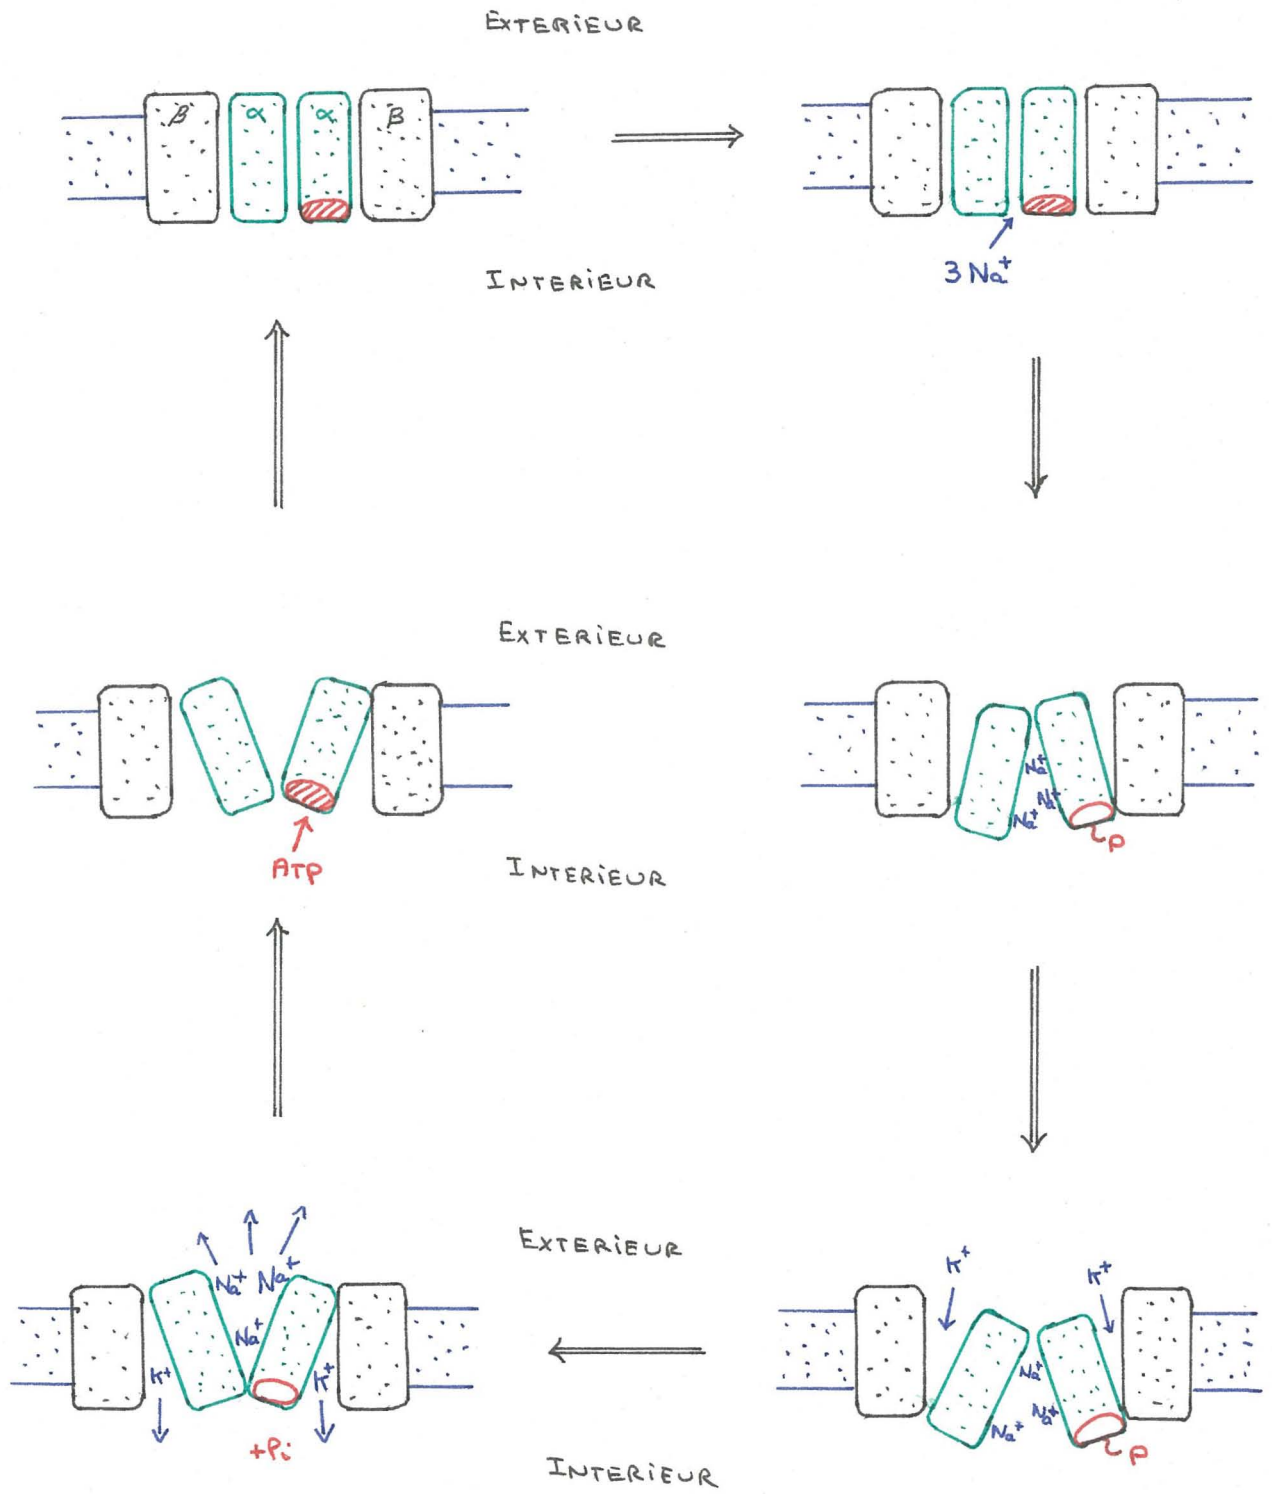 EXTERIEUR
β α α β
3 Na⁺
INTERIEUR
EXTERIEUR
Na⁺
Na⁺
Na⁺
P
ATP
INTERIEUR
EXTERIEUR
K⁺
K⁺
Na⁺ Na⁺
Na⁺
K⁺ K⁺
+Pi
Na⁺
Na⁺
Na⁺
P
INTERIEUR